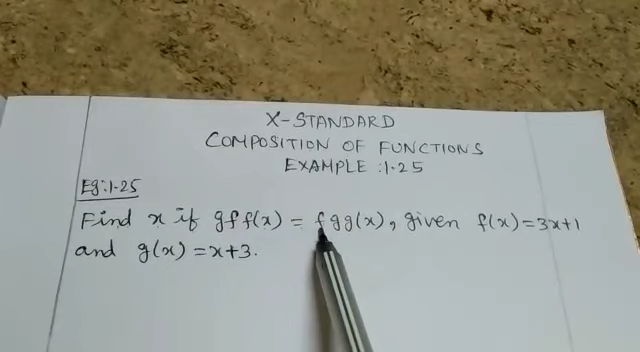 X-STANDARD
COMPOSITION OF FUNCTIONS
EXAMPLE :1.25
Eg:1.25
Find x if gff(x) = fgg(x), given f(x)=3x+1
and g(x)=x+3.